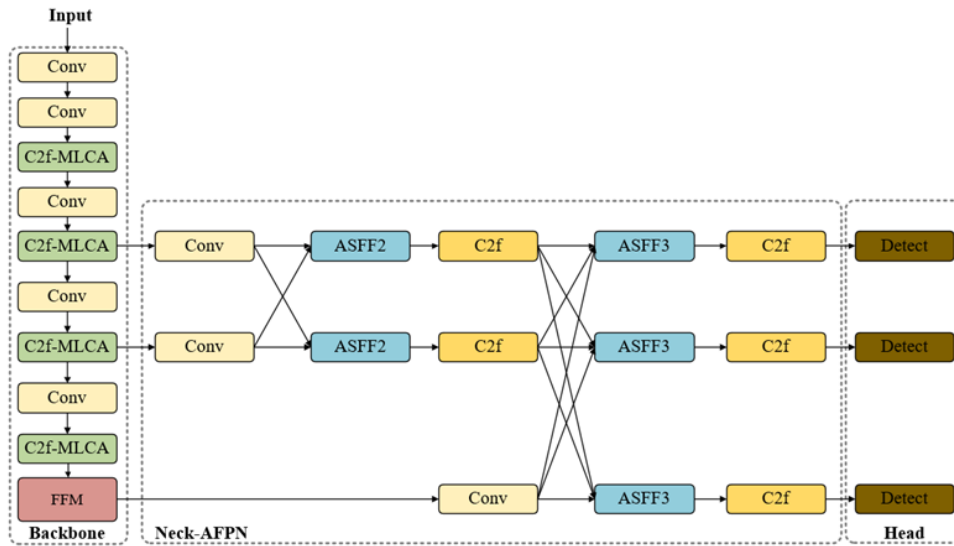 Input
Conv
Conv
C2f-MLCA
Conv
C2f-MLCA
Conv
C2f-MLCA
Conv
C2f-MLCA
FFM
Backbone
Conv
ASFF2
C2f
ASFF3
C2f
Conv
ASFF2
C2f
ASFF3
C2f
Conv
ASFF3
C2f
Neck-AFPN
Detect
Detect
Detect
Head